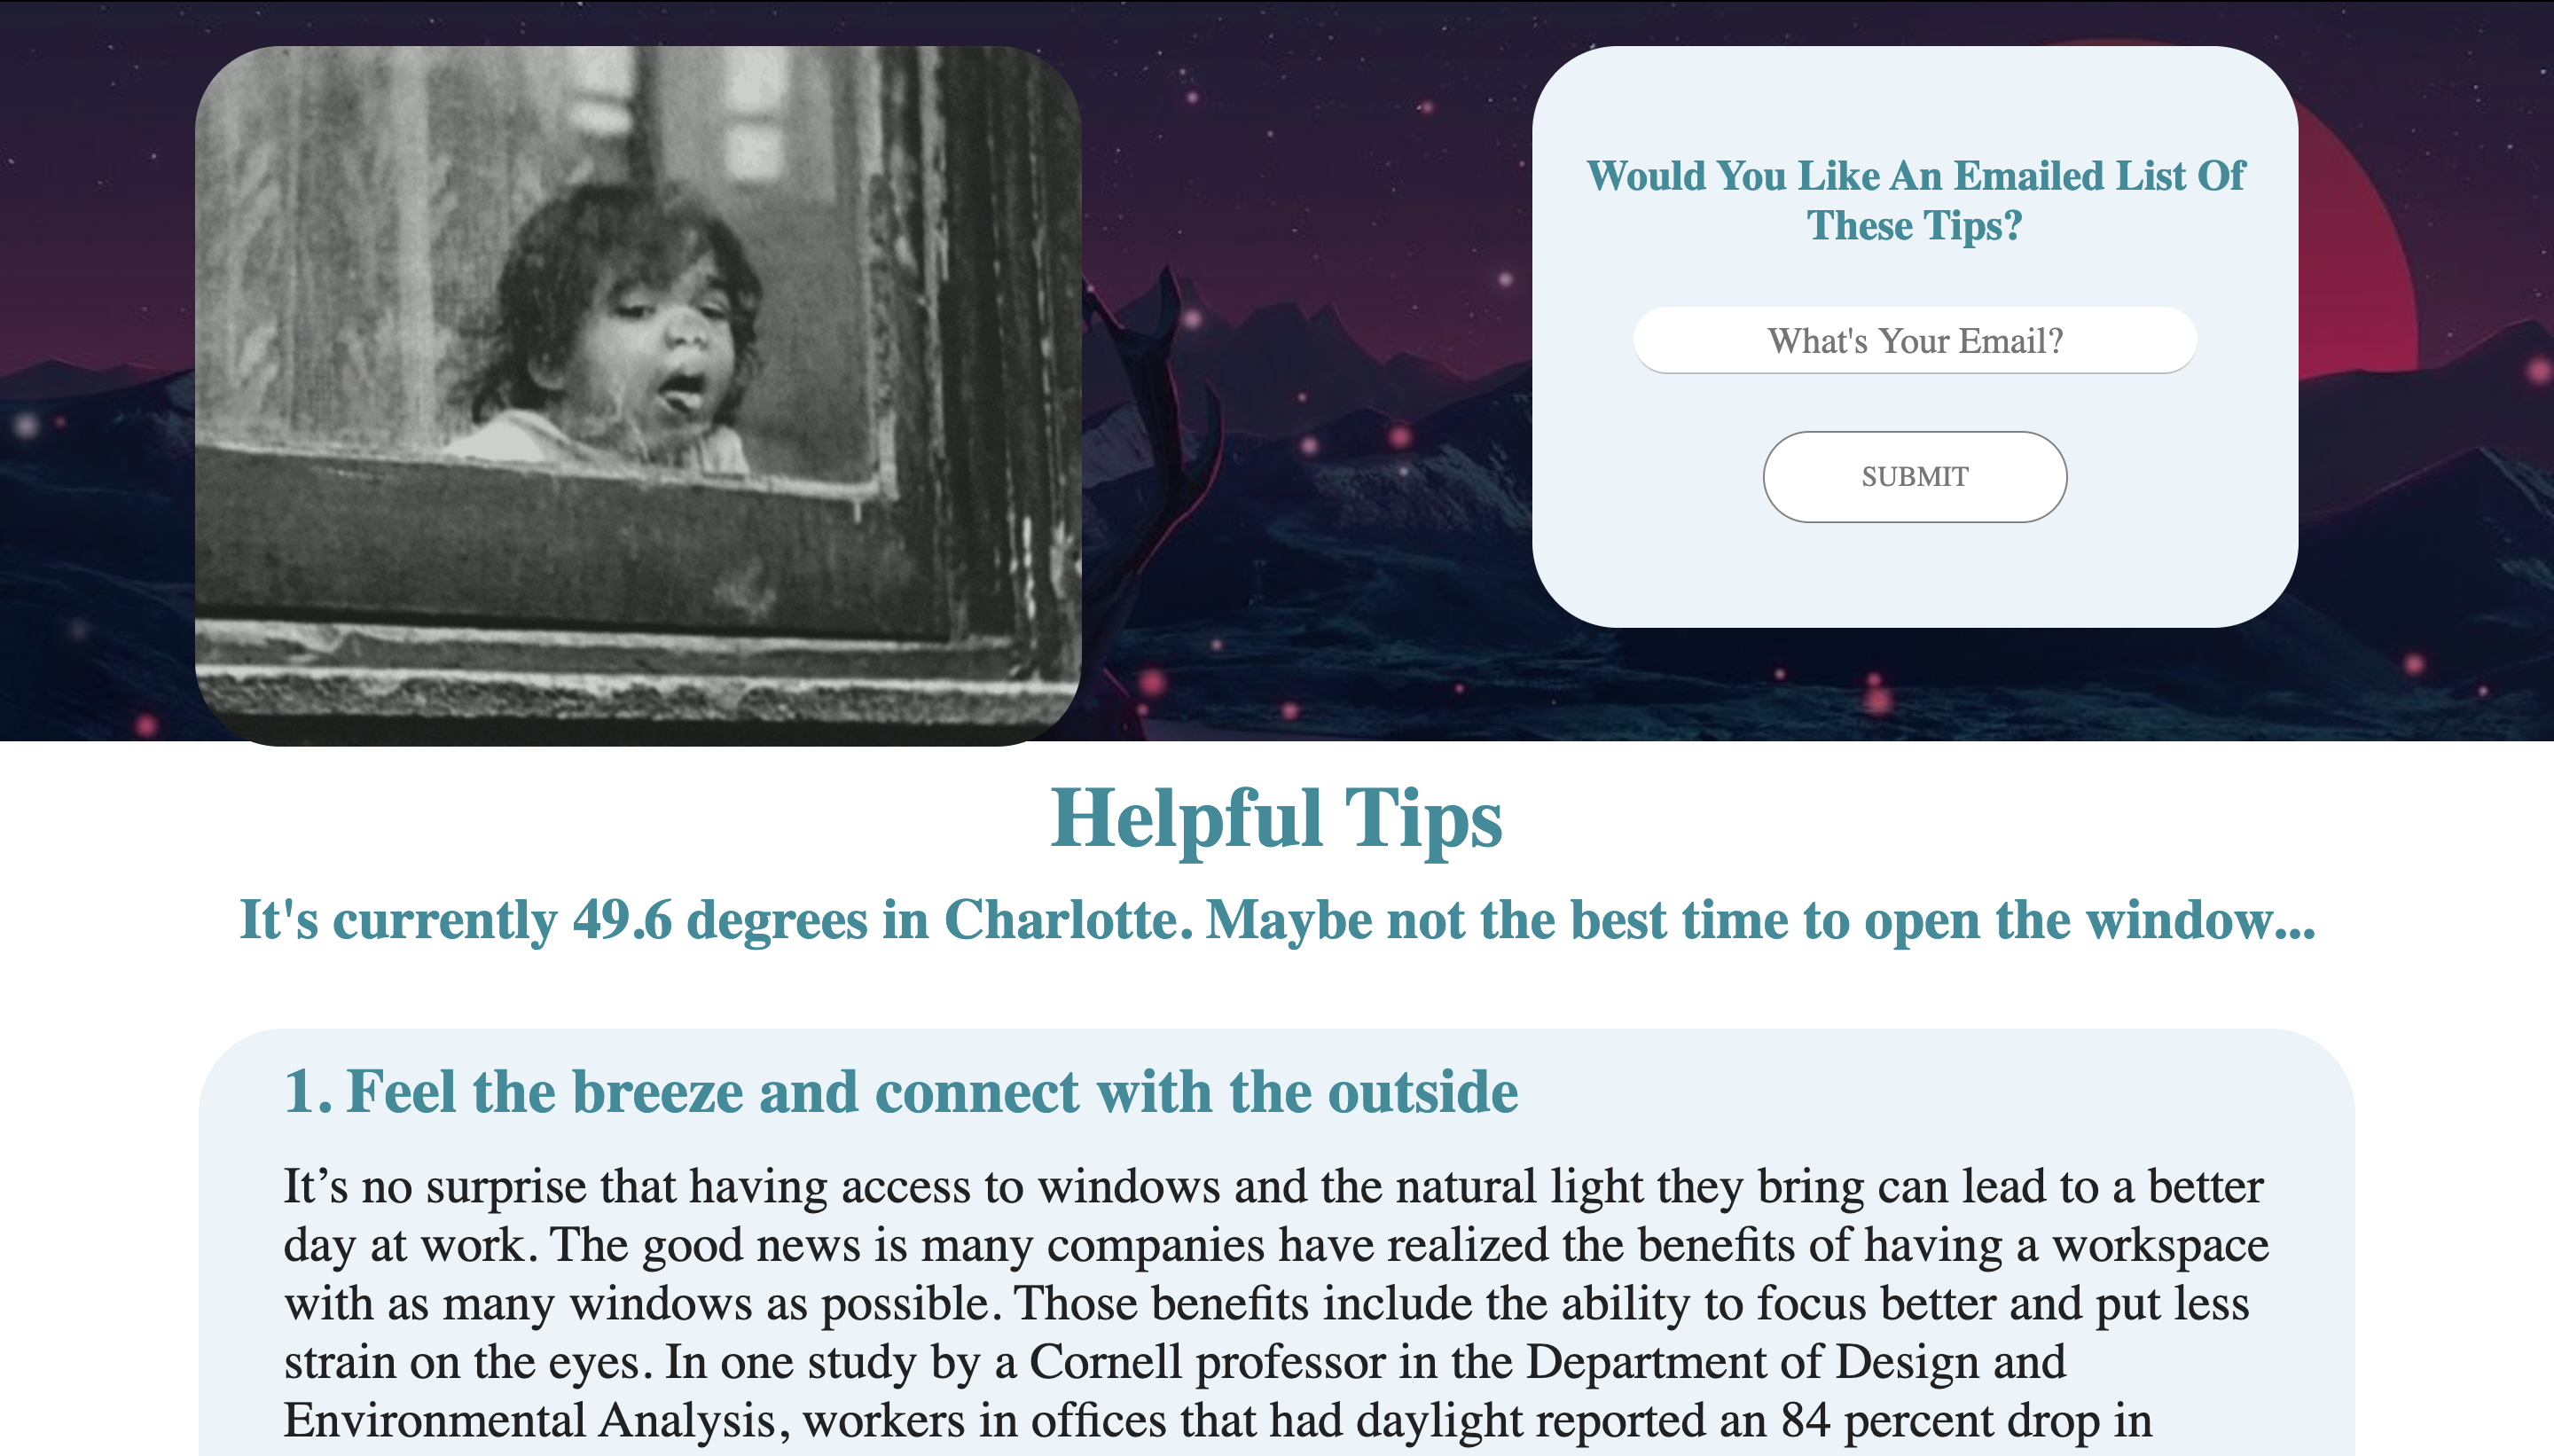 Would You Like An Emailed List Of
These Tips?
What's Your Email?
SUBMIT
Helpful Tips
It's currently 49.6 degrees in Charlotte. Maybe not the best time to open the window...
1. Feel the breeze and connect with the outside
It’s no surprise that having access to windows and the natural light they bring can lead to a better
day at work. The good news is many companies have realized the benefits of having a workspace
with as many windows as possible. Those benefits include the ability to focus better and put less
strain on the eyes. In one study by a Cornell professor in the Department of Design and
Environmental Analysis, workers in offices that had daylight reported an 84 percent drop in